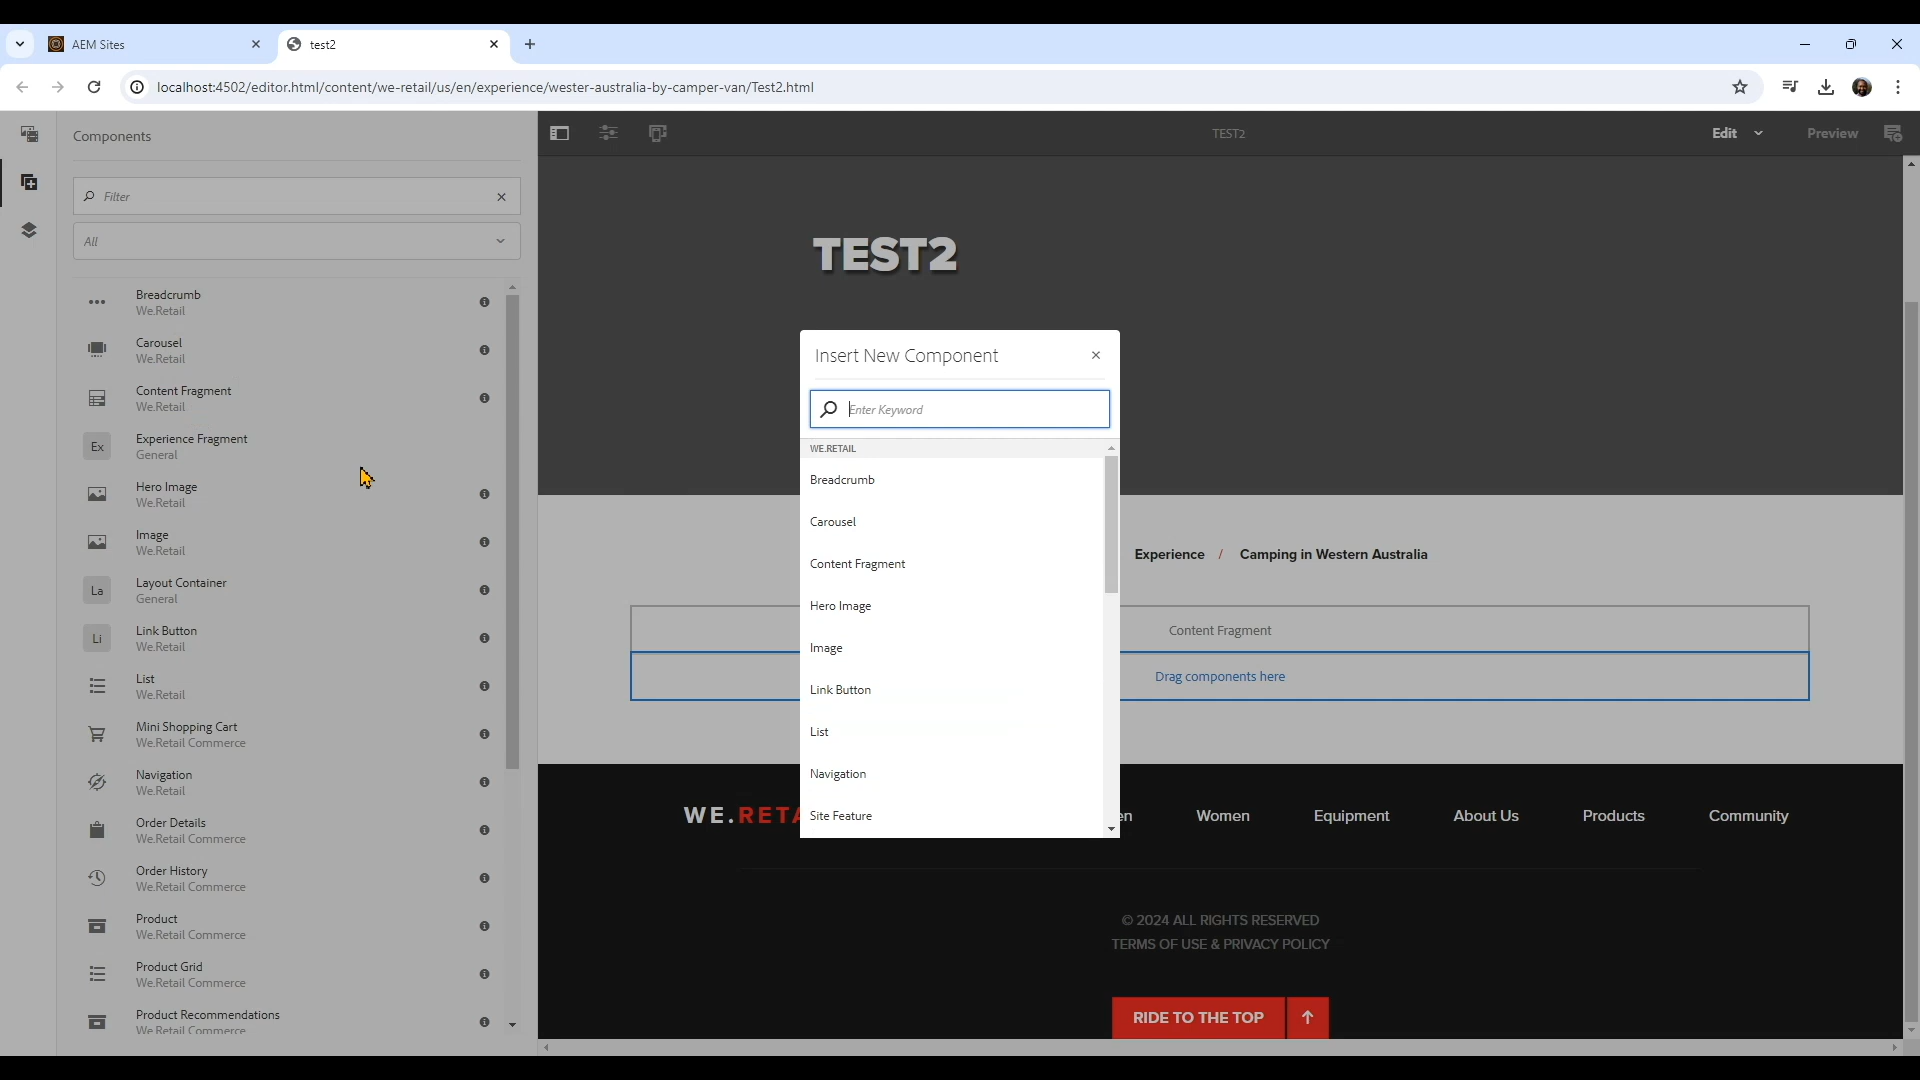 AEM Sites
test2
localhost:4502/editor.html/content/we-retail/us/en/experience/wester-australia-by-camper-van/Test2.html
Components
Filter
All
Breadcrumb
We.Retail
Carousel
We.Retail
Content Fragment
We.Retail
Ex
Experience Fragment
General
Hero Image
We.Retail
Image
We.Retail
La
Layout Container
General
Li
Link Button
We.Retail
List
We.Retail
Mini Shopping Cart
We.Retail Commerce
Navigation
We.Retail
Order Details
We.Retail Commerce
Order History
We.Retail Commerce
Product
We.Retail Commerce
Product Grid
We.Retail Commerce
Product Recommendations
We.Retail Commerce
TEST2
Edit
Preview
TEST2
Insert New Component
Enter Keyword
WE.RETAIL
Breadcrumb
Carousel
Content Fragment
Hero Image
Image
Link Button
List
Navigation
Site Feature
Experience / Camping in Western Australia
Content Fragment
Drag components here
WE.RETA
en Women Equipment About Us Products Community
© 2024 ALL RIGHTS RESERVED
TERMS OF USE & PRIVACY POLICY
RIDE TO THE TOP